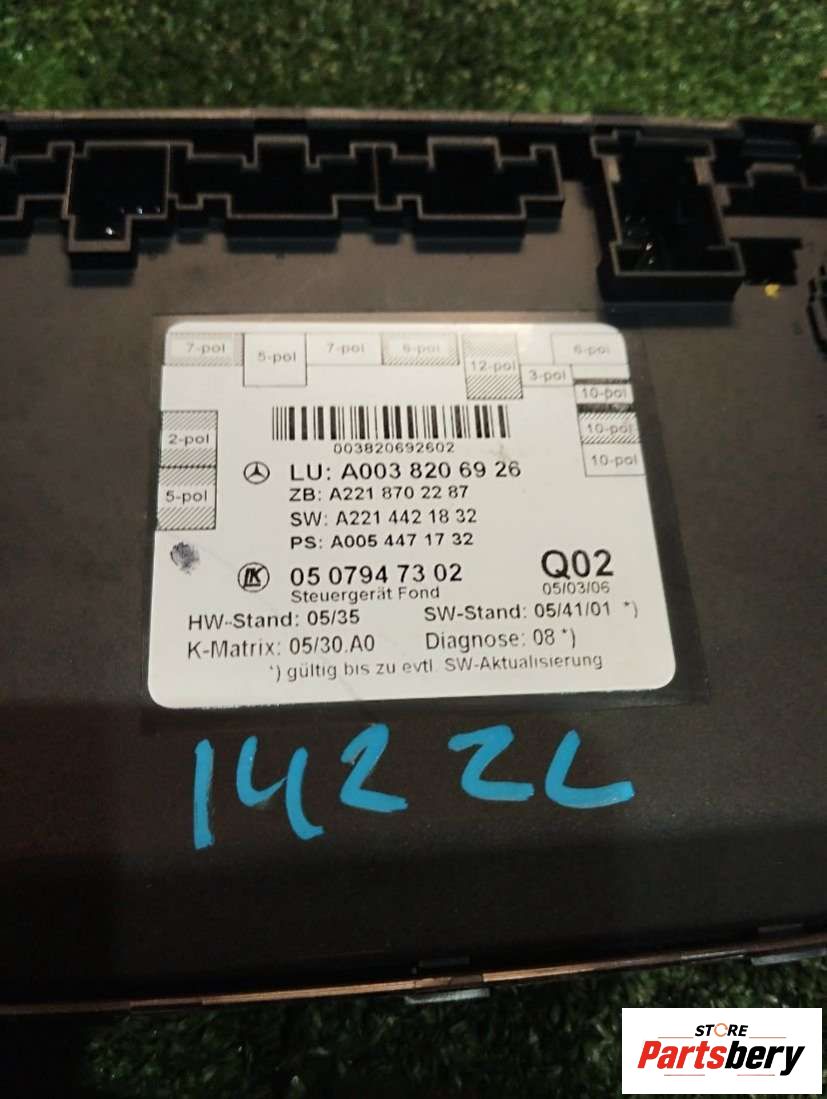 7-pol 5-pol 7-pol 6-pol 12-pol 3-pol 6-pol
10-pol
10-pol
10-pol
2-pol
5-pol
003820692602
LU: A003 820 69 26
ZB: A221 870 22 87
SW: A221 442 18 32
PS: A005 447 17 32
LK 05 0794 73 02 Q02
Steuergerät Fond 05/03/06
HW-Stand: 05/35 SW-Stand: 05/41/01 *)
K-Matrix: 05/30.A0 Diagnose: 08 *)
*) gültig bis zu evtl. SW-Aktualisierung
142 ZL
STORE
Partsbery